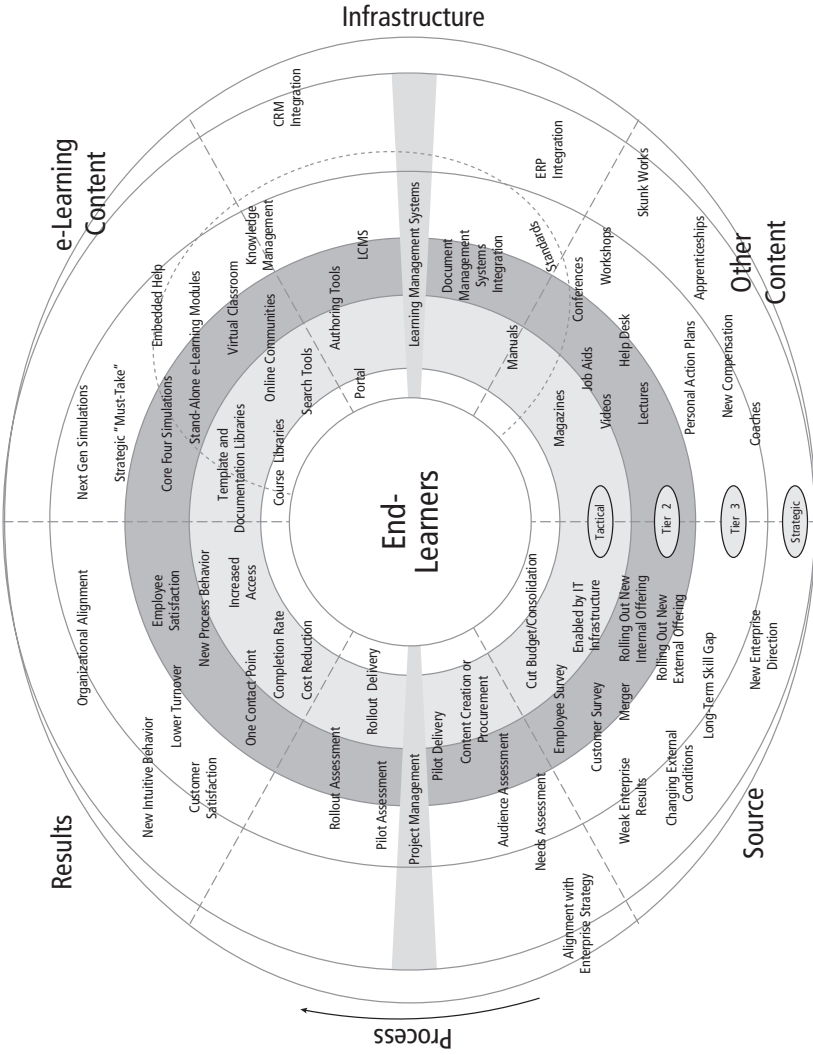 Infrastructure
e-Learning
Content
Other
Content
Results
Source
Process
End-
Learners
CRM
Integration
Knowledge
Management
LCMS
Authoring Tools
Portal
Learning Management Systems
ERP
Integration
Document
Management
Systems
Integration
Standards
Manuals
Next Gen Simulations
Strategic “Must-Take”
Embedded Help
Core Four Simulations
Stand-Alone e-Learning Modules
Virtual Classroom
Online Communities
Search Tools
Template and
Documentation Libraries
Course Libraries
Skunk Works
Workshops
Apprenticeships
Conferences
Help Desk
Job Aids
Videos
Magazines
Lectures
Personal Action Plans
New Compensation
Coaches
Tactical
Tier 2
Tier 3
Strategic
Organizational Alignment
Employee
Satisfaction
New Process Behavior
Increased
Access
Lower Turnover
New Intuitive Behavior
Customer
Satisfaction
One Contact Point
Completion Rate
Cost Reduction
Rollout Delivery
Rollout Assessment
Pilot Assessment
Project Management
Pilot Delivery
Content Creation or
Procurement
Audience Assessment
Needs Assessment
Alignment with
Enterprise Strategy
Cut Budget/Consolidation
Enabled by IT
Infrastructure
Employee Survey
Customer Survey
Merger
Rolling Out New
Internal Offering
Rolling Out New
External Offering
Weak Enterprise
Results
Changing External
Conditions
Long-Term Skill Gap
New Enterprise
Direction